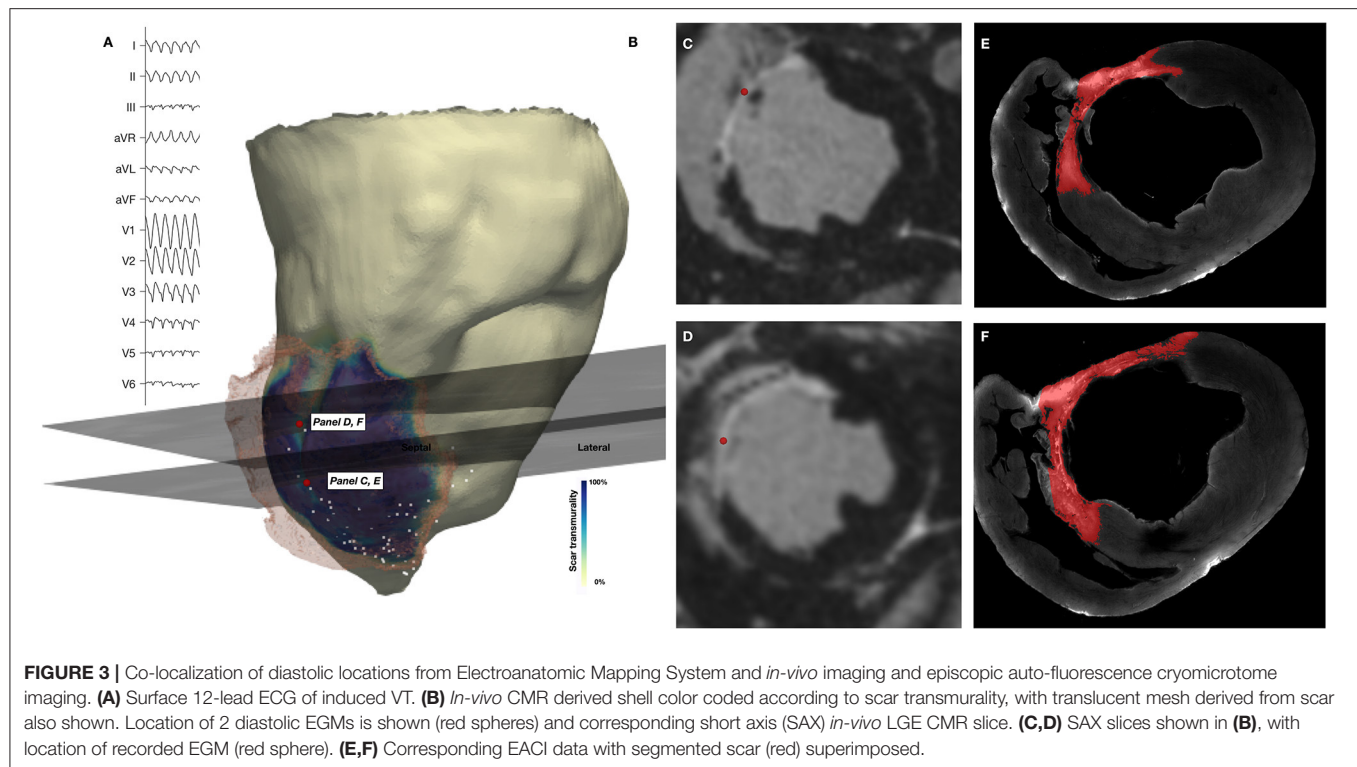 A
B
C
E
I
II
III
aVR
aVL
aVF
V1
V2
V3
V4
V5
V6
D
F
Panel D, F
Septal
Lateral
Panel C, E
100%
Scar transmurality
0%
FIGURE 3 | Co-localization of diastolic locations from Electroanatomic Mapping System and in-vivo imaging and episcopic auto-fluorescence cryomicrotome
imaging. (A) Surface 12-lead ECG of induced VT. (B) In-vivo CMR derived shell color coded according to scar transmurality, with translucent mesh derived from scar
also shown. Location of 2 diastolic EGMs is shown (red spheres) and corresponding short axis (SAX) in-vivo LGE CMR slice. (C,D) SAX slices shown in (B), with
location of recorded EGM (red sphere). (E,F) Corresponding EACI data with segmented scar (red) superimposed.